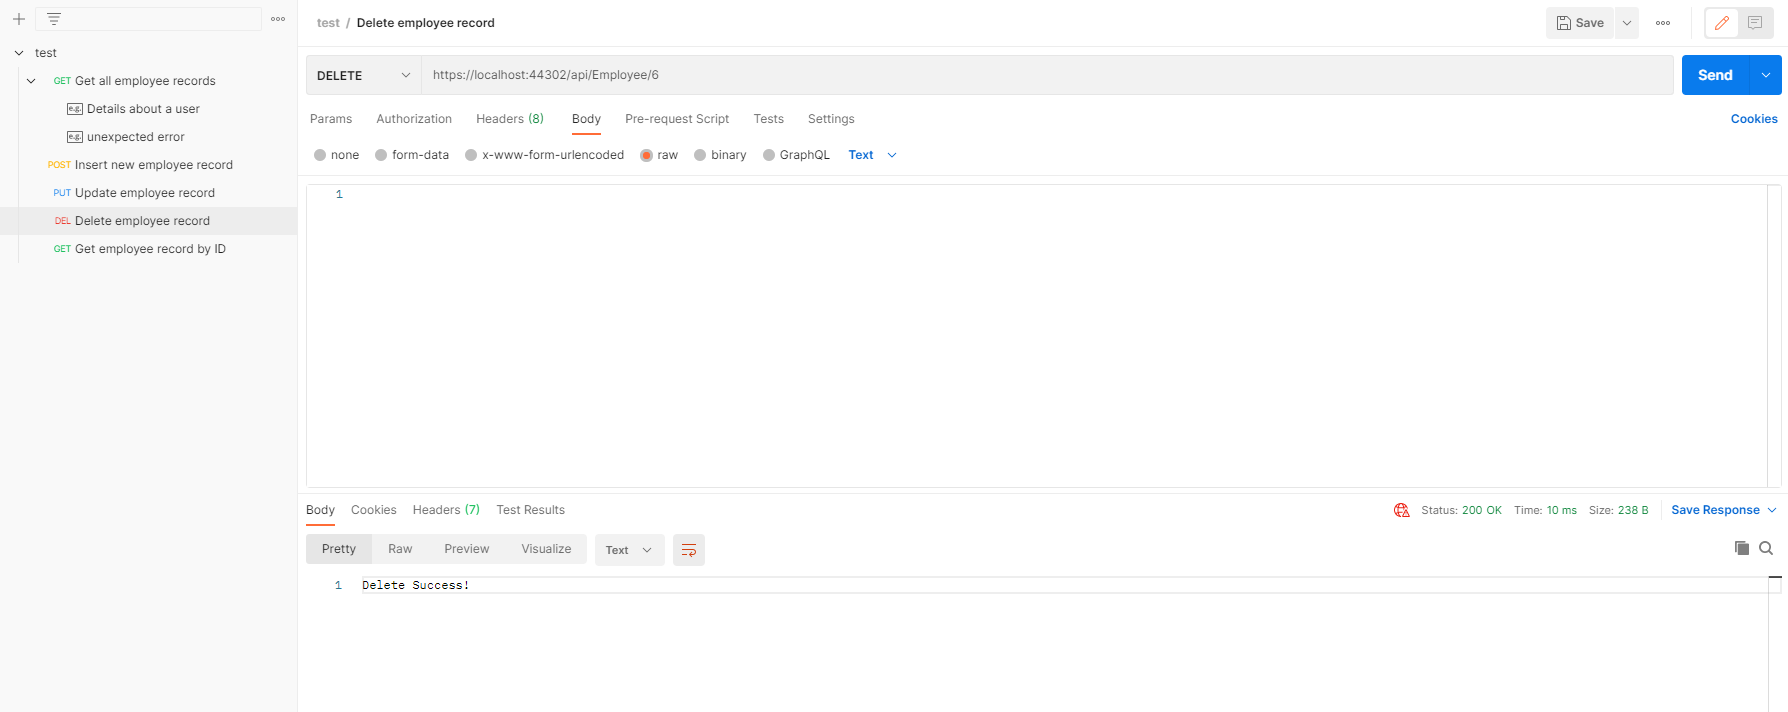 test
GET Get all employee records
e.g. Details about a user
e.g. unexpected error
POST Insert new employee record
PUT Update employee record
DEL Delete employee record
GET Get employee record by ID
test / Delete employee record
Save
DELETE https://localhost:44302/api/Employee/6 Send
Params Authorization Headers (8) Body Pre-request Script Tests Settings Cookies
none form-data x-www-form-urlencoded raw binary GraphQL Text
1
Body Cookies Headers (7) Test Results Status: 200 OK Time: 10 ms Size: 238 B Save Response
Pretty Raw Preview Visualize Text
1 Delete Success!